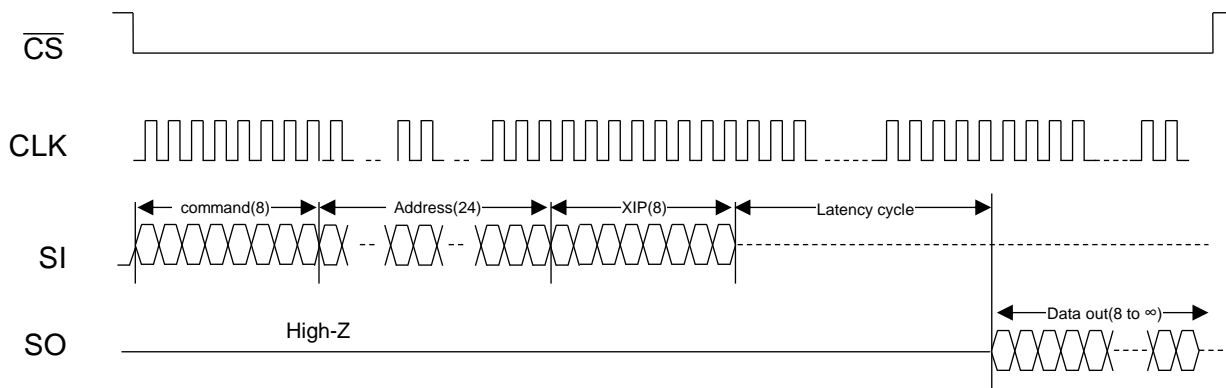 CS
CLK
command(8) Address(24) XIP(8) Latency cycle
SI
Data out(8 to ∞)
High-Z
SO